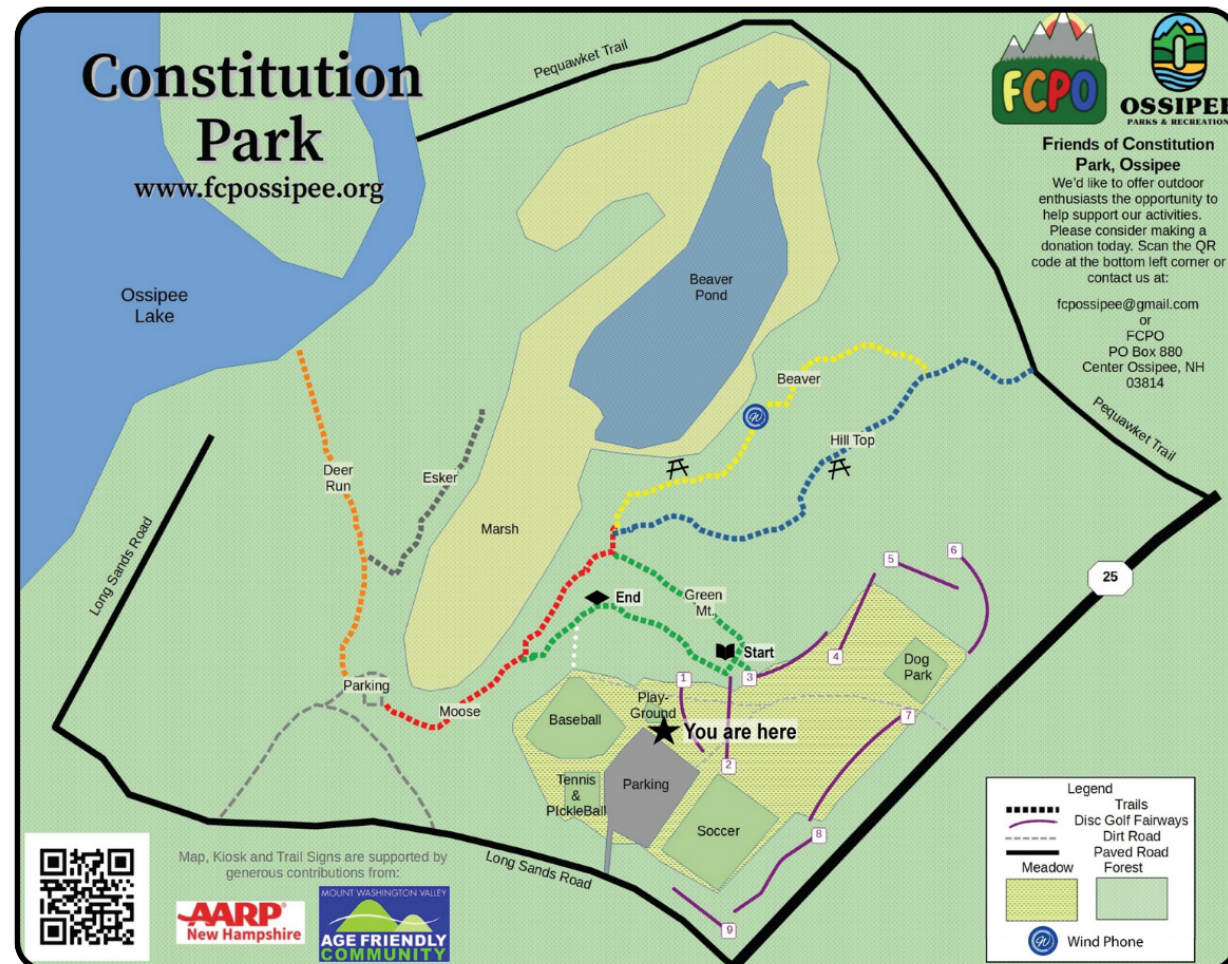 Constitution
Park
www.fcpossipee.org
Pequawket Trail
FCPO
OSSIPEE
PARKS & RECREATION
Friends of Constitution
Park, Ossipee
We'd like to offer outdoor
enthusiasts the opportunity to
help support our activities.
Please consider making a
donation today. Scan the QR
code at the bottom left corner or
contact us at:
fcpossipee@gmail.com
or
FCPO
PO Box 880
Center Ossipee, NH
03814
Ossipee
Lake
Beaver
Pond
Beaver
Hill Top
Pequawket Trail
Deer
Run
Esker
Marsh
Long Sands Road
25
End
Green
Mt.
Start
1
2
3
4
5
6
7
8
9
Dog
Park
Parking
Moose
Baseball
Play-
Ground
You are here
Tennis
&
PIckleBall
Parking
Soccer
Long Sands Road
Map, Kiosk and Trail Signs are supported by
generous contributions from:
AARP
New Hampshire
MOUNT WASHINGTON VALLEY
AGE FRIENDLY
COMMUNITY
Legend
Trails
Disc Golf Fairways
Dirt Road
Paved Road
Meadow
Forest
Wind Phone